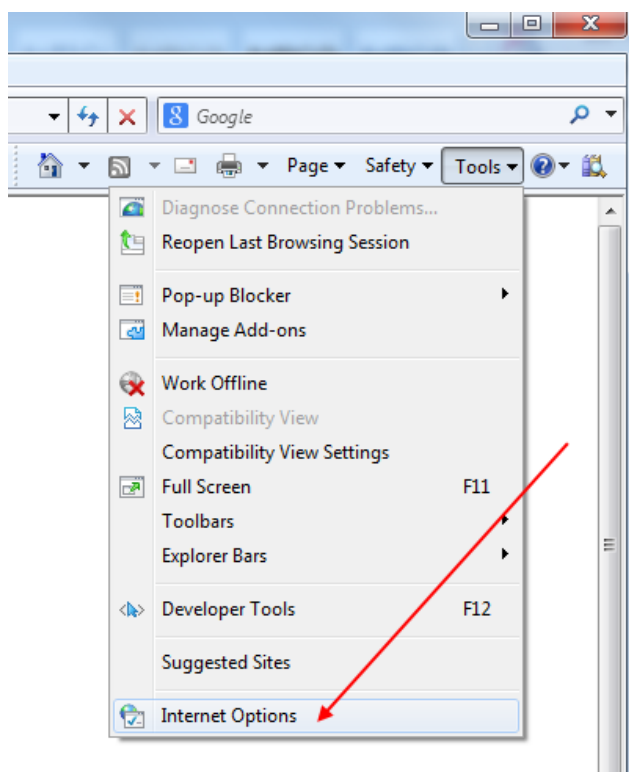 Google
Page Safety Tools
Diagnose Connection Problems...
Reopen Last Browsing Session
Pop-up Blocker
Manage Add-ons
Work Offline
Compatibility View
Compatibility View Settings
Full Screen F11
Toolbars
Explorer Bars
Developer Tools F12
Suggested Sites
Internet Options